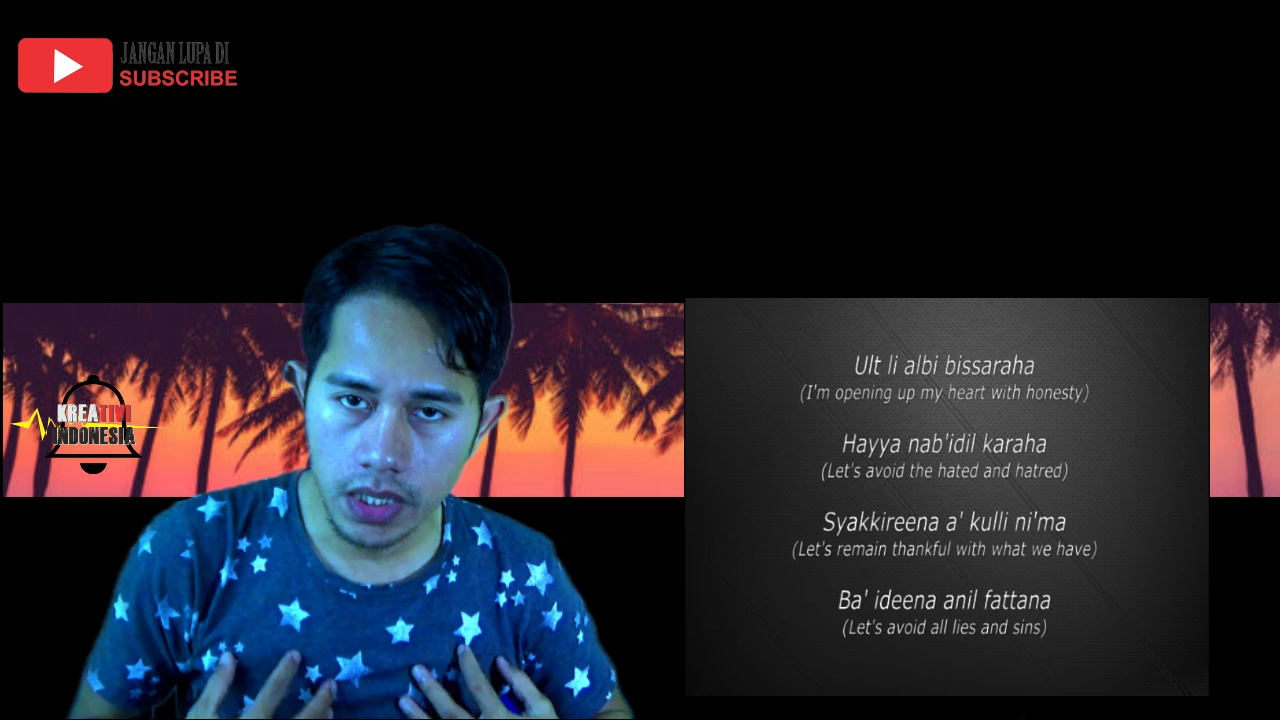 JANGAN LUPA DI
SUBSCRIBE
KREATIVI
INDONESIA
Ult li albi bissaraha
(I'm opening up my heart with honesty)
Hayya nab'idil karaha
(Let's avoid the hated and hatred)
Syakkireena a' kulli ni'ma
(Let's remain thankful with what we have)
Ba' ideena anil fattana
(Let's avoid all lies and sins)